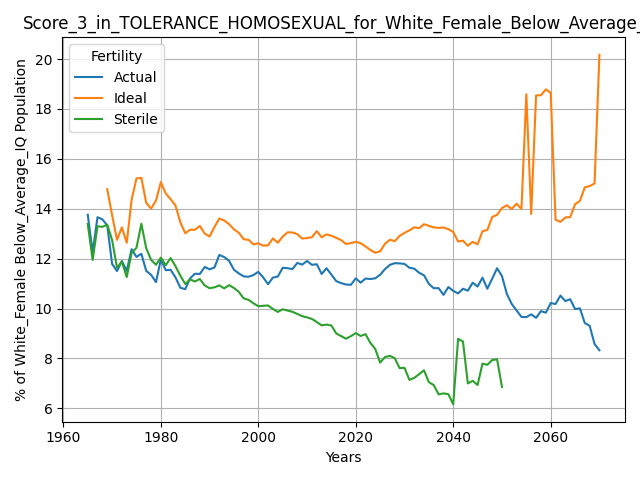 Score_3_in_TOLERANCE_HOMOSEXUAL_for_White_Female_Below_Average_
Fertility
Actual
Ideal
Sterile
% of White_Female Below_Average_IQ Population
20
18
16
14
12
10
8
6
1960 1980 2000 2020 2040 2060
Years